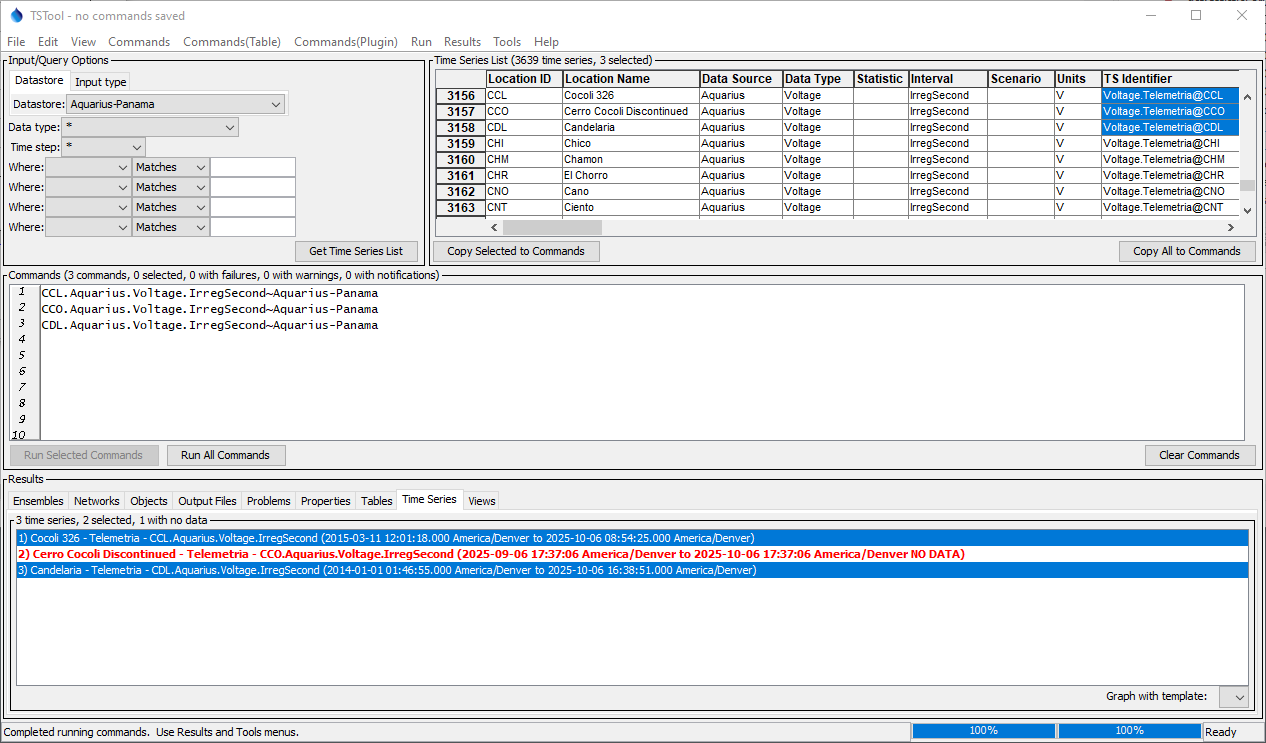 TSTool - no commands saved
File Edit View Commands Commands(Table) Commands(Plugin) Run Results Tools Help
Input/Query Options
Datastore Input type
Datastore: Aquarius-Panama
Data type: *
Time step: *
Where: Matches
Where: Matches
Where: Matches
Where: Matches
Get Time Series List
Time Series List (3639 time series, 3 selected)
Location ID Location Name Data Source Data Type Statistic Interval Scenario Units TS Identifier
3156 CCL Cocoli 326 Aquarius Voltage IrregSecond V Voltage.Telemetria@CCL
3157 CCO Cerro Cocoli Discontinued Aquarius Voltage IrregSecond V Voltage.Telemetria@CCO
3158 CDL Candelaria Aquarius Voltage IrregSecond V Voltage.Telemetria@CDL
3159 CHI Chico Aquarius Voltage IrregSecond V Voltage.Telemetria@CHI
3160 CHM Chamon Aquarius Voltage IrregSecond V Voltage.Telemetria@CHM
3161 CHR El Chorro Aquarius Voltage IrregSecond V Voltage.Telemetria@CHR
3162 CNO Cano Aquarius Voltage IrregSecond V Voltage.Telemetria@CNO
3163 CNT Ciento Aquarius Voltage IrregSecond V Voltage.Telemetria@CNT
Copy Selected to Commands Copy All to Commands
Commands (3 commands, 0 selected, 0 with failures, 0 with warnings, 0 with notifications)
1 CCL.Aquarius.Voltage.IrregSecond~Aquarius-Panama
2 CCO.Aquarius.Voltage.IrregSecond~Aquarius-Panama
3 CDL.Aquarius.Voltage.IrregSecond~Aquarius-Panama
4
5
6
7
8
9
10
Run Selected Commands Run All Commands Clear Commands
Results
Ensembles Networks Objects Output Files Problems Properties Tables Time Series Views
3 time series, 2 selected, 1 with no data
1) Cocoli 326 - Telemetria - CCL.Aquarius.Voltage.IrregSecond (2015-03-11 12:01:18.000 America/Denver to 2025-10-06 08:54:25.000 America/Denver)
2) Cerro Cocoli Discontinued - Telemetria - CCO.Aquarius.Voltage.IrregSecond (2025-09-06 17:37:06 America/Denver to 2025-10-06 17:37:06 America/Denver NO DATA)
3) Candelaria - Telemetria - CDL.Aquarius.Voltage.IrregSecond (2014-01-01 01:46:55.000 America/Denver to 2025-10-06 16:38:51.000 America/Denver)
Graph with template:
Completed running commands. Use Results and Tools menus. 100% 100% Ready